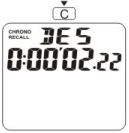 C
CHRONO
RECALL
DES
0:00'02.22